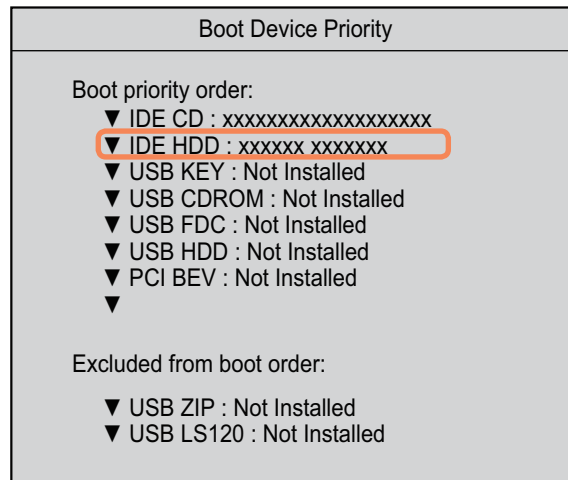 Boot Device Priority
Boot priority order:
▼ IDE CD : xxxxxxxxxxxxxxxxxxx
▼ IDE HDD : xxxxxx xxxxxxx
▼ USB KEY : Not Installed
▼ USB CDROM : Not Installed
▼ USB FDC : Not Installed
▼ USB HDD : Not Installed
▼ PCI BEV : Not Installed
▼
Excluded from boot order:
▼ USB ZIP : Not Installed
▼ USB LS120 : Not Installed